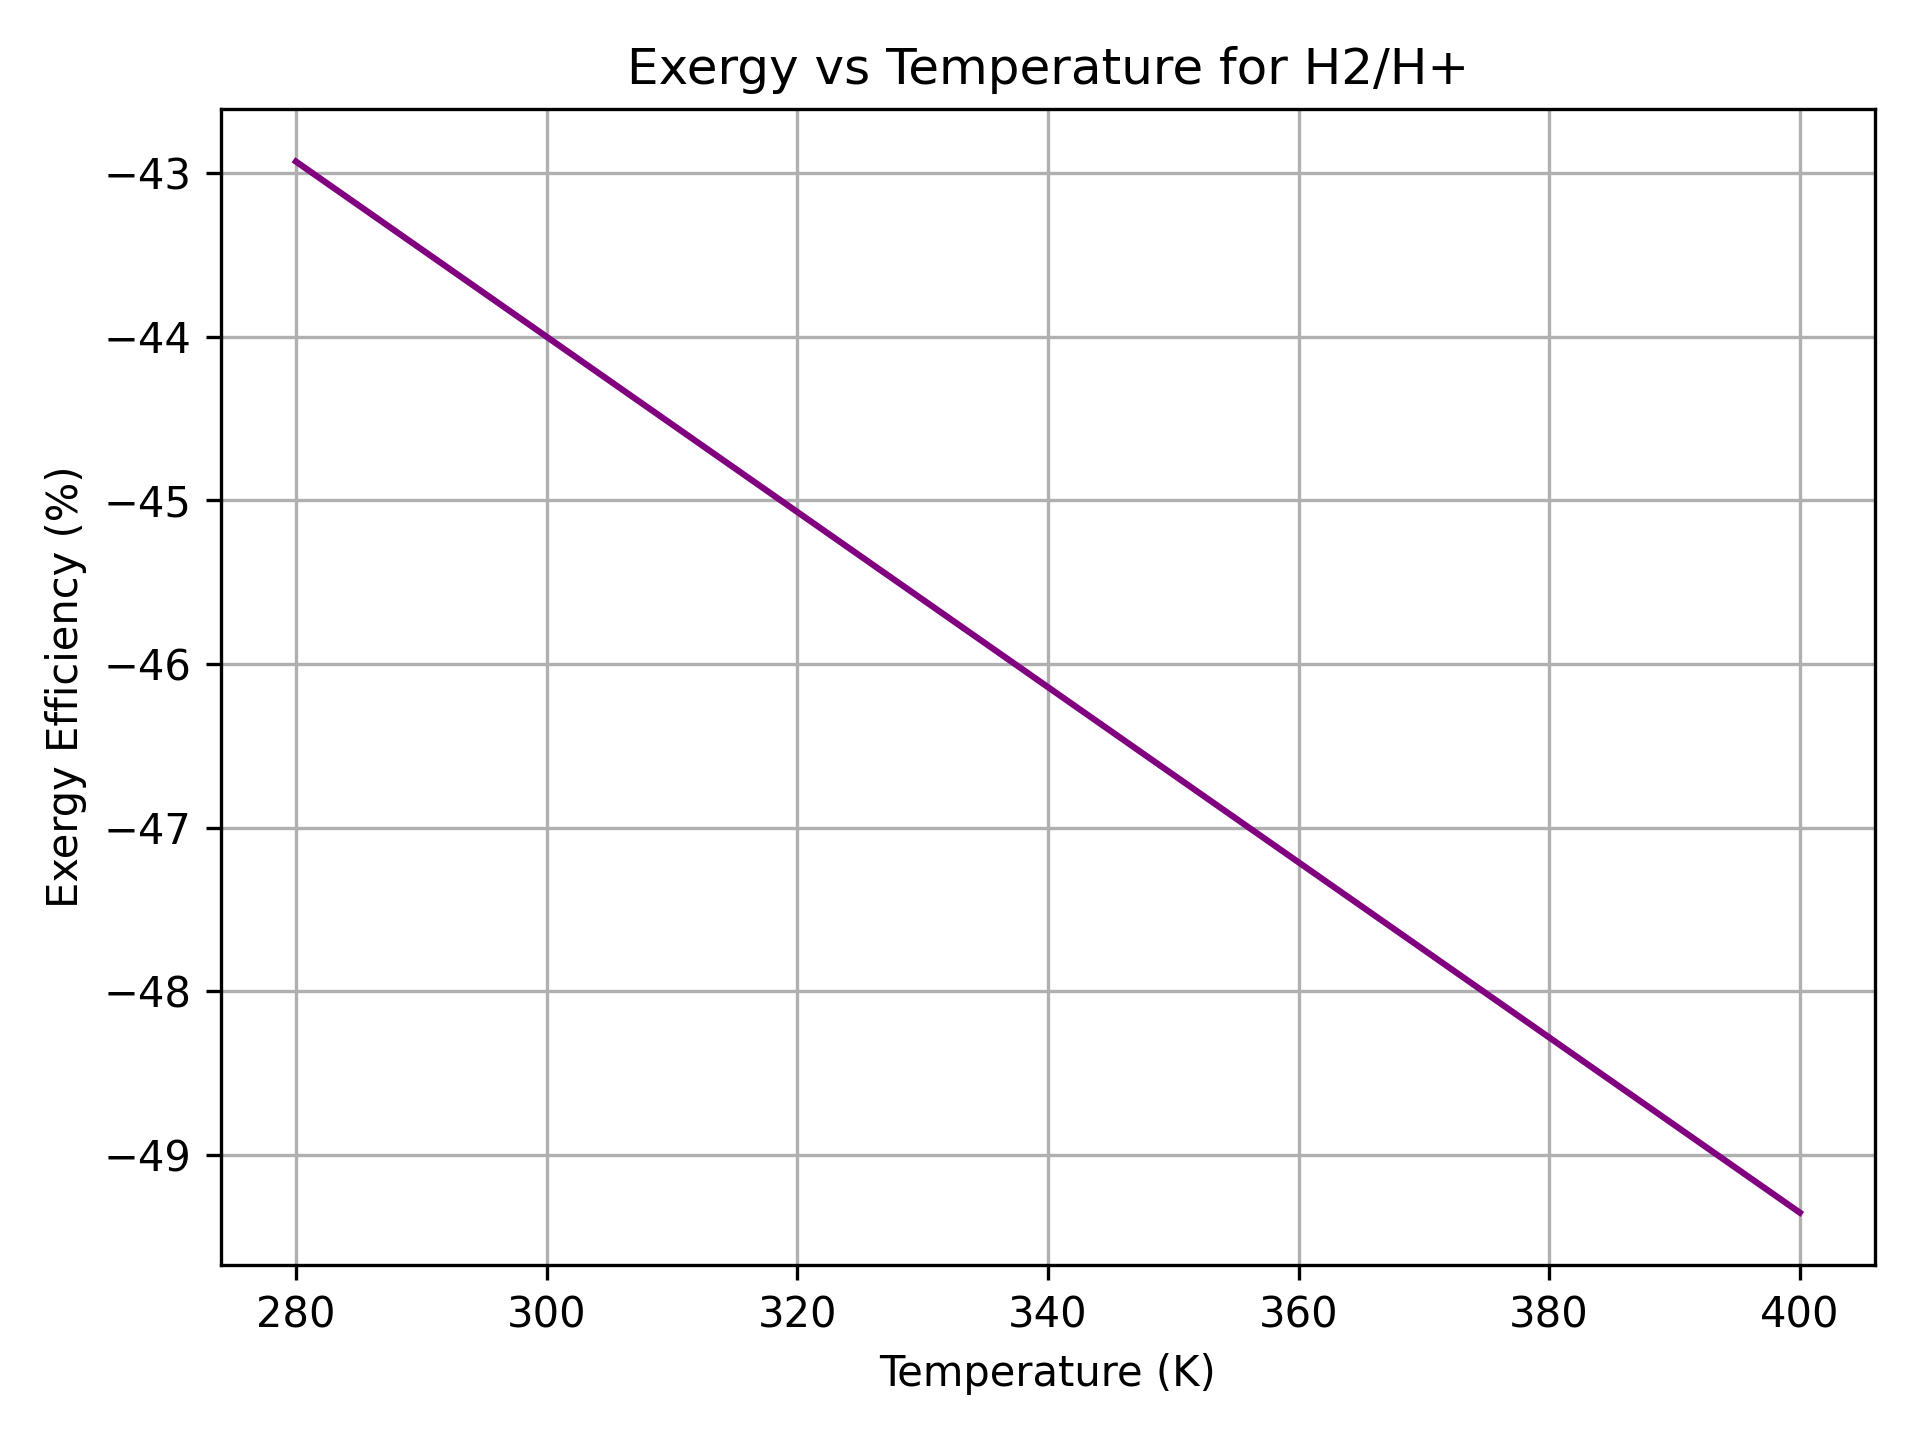 Exergy vs Temperature for H2/H+
Exergy Efficiency (%)
−43
−44
−45
−46
−47
−48
−49
280 300 320 340 360 380 400
Temperature (K)